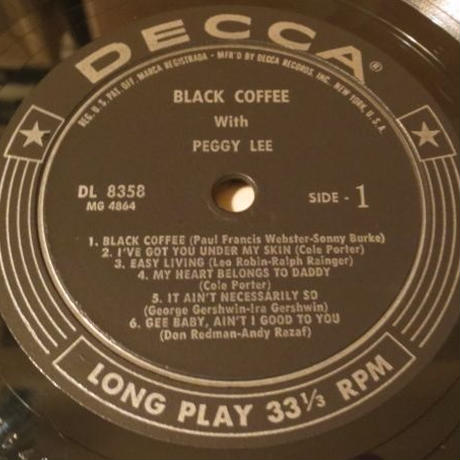 DECCA®
REG. U.S. PAT. OFF. MARCA REGISTRADA - MFR'D BY DECCA RECORDS, INC. NEW YORK, U.S.A.
BLACK COFFEE
With
PEGGY LEE
DL 8358
MG 4864
SIDE - 1
1. BLACK COFFEE (Paul Francis Webster-Sonny Burke)
2. I'VE GOT YOU UNDER MY SKIN (Cole Porter)
3. EASY LIVING (Leo Robin-Ralph Rainger)
4. MY HEART BELONGS TO DADDY
(Cole Porter)
5. IT AIN'T NECESSARILY SO
(George Gershwin-Ira Gershwin)
6. GEE BABY, AIN'T I GOOD TO YOU
(Don Redman-Andy Razaf)
LONG PLAY 33⅓ RPM